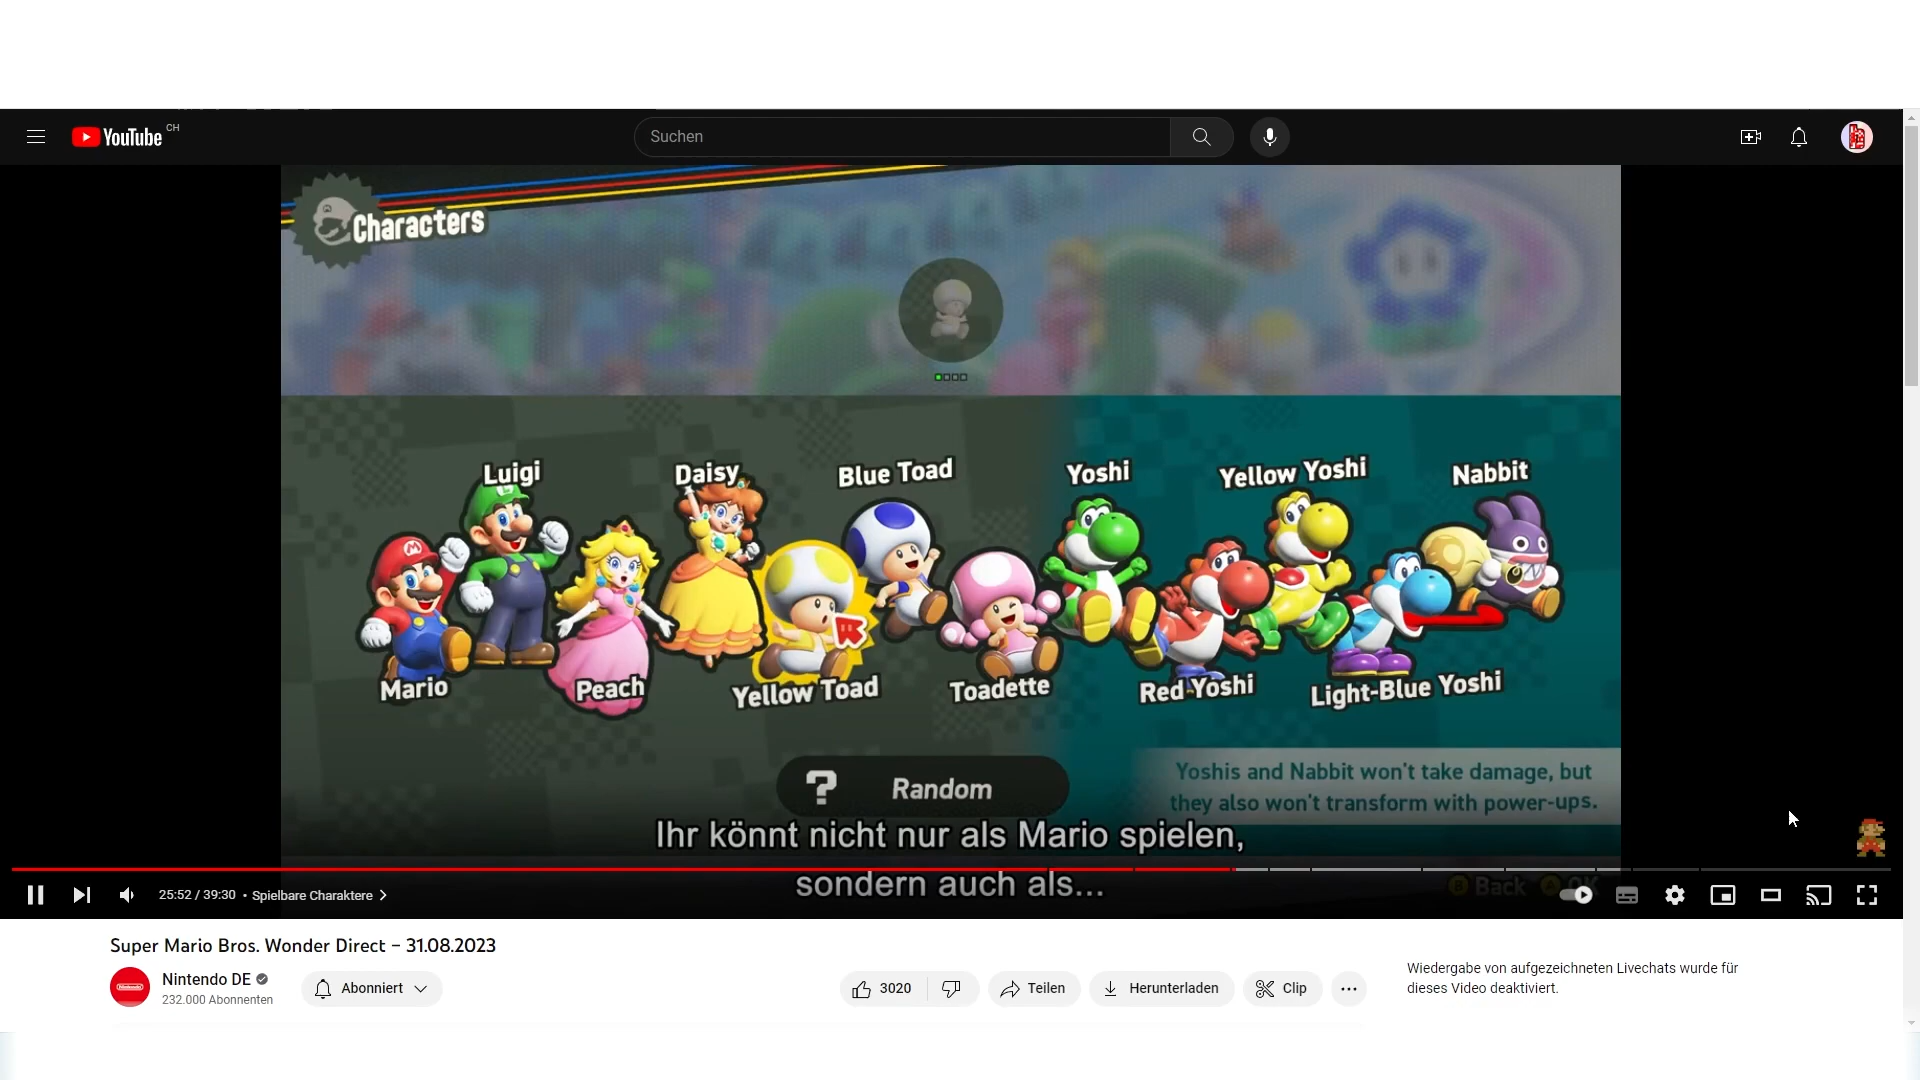 YouTube CH
Suchen
Characters
Luigi
Daisy
Blue Toad
Yoshi
Yellow Yoshi
Nabbit
Mario
Peach
Yellow Toad
Toadette
Red Yoshi
Light-Blue Yoshi
? Random
Yoshis and Nabbit won't take damage, but
they also won't transform with power-ups.
Ihr könnt nicht nur als Mario spielen,
sondern auch als...
Back OK
25:52 / 39:30 • Spielbare Charaktere
Super Mario Bros. Wonder Direct – 31.08.2023
Nintendo DE
232.000 Abonnenten
Abonniert
3020
Teilen
Herunterladen
Clip
Wiedergabe von aufgezeichneten Livechats wurde für
dieses Video deaktiviert.